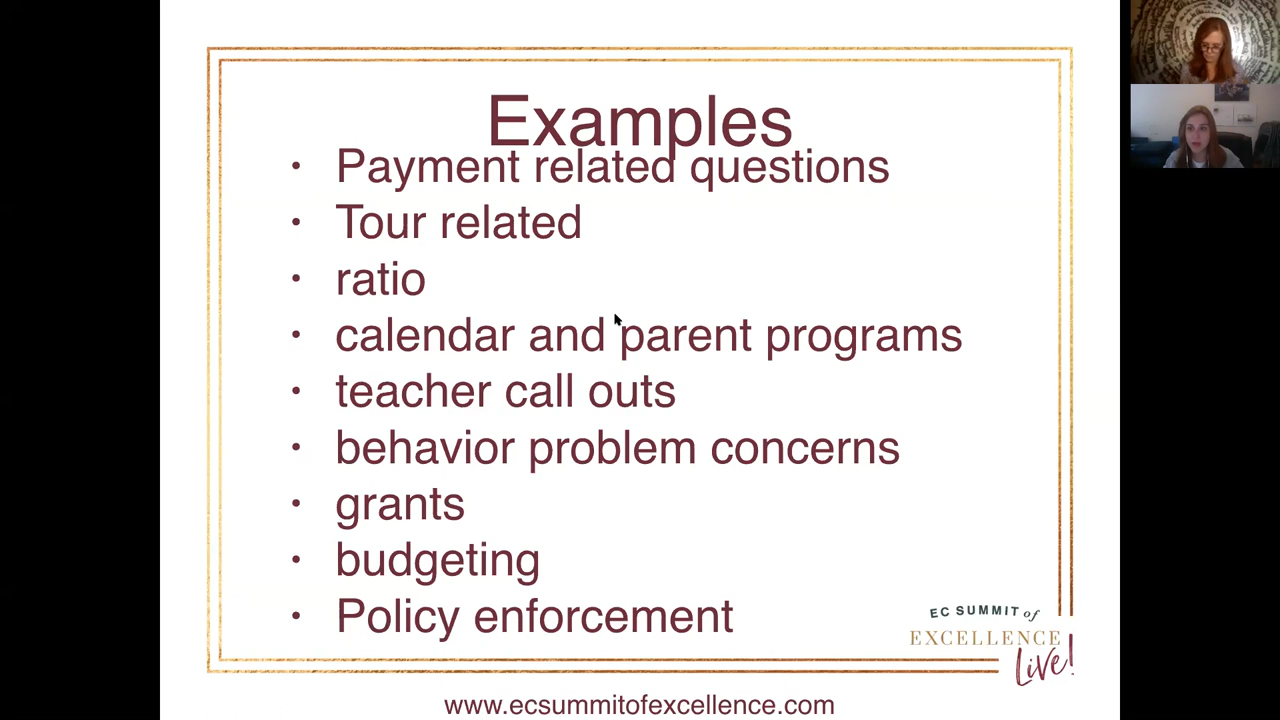 Examples
• Payment related questions
• Tour related
• ratio
• calendar and parent programs
• teacher call outs
• behavior problem concerns
• grants
• budgeting
• Policy enforcement
EC SUMMIT of
EXCELLENCE
Live!
www.ecsummitofexcellence.com